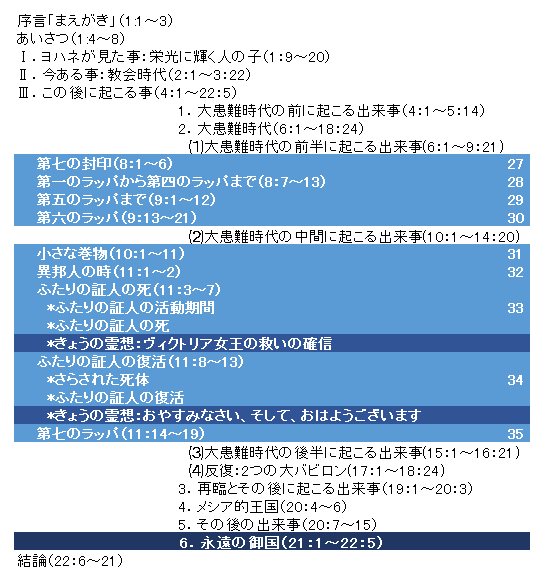 序言「まえがき」(1:1～3)
あいさつ(1:4～8)
Ⅰ. ヨハネが見た事:栄光に輝く人の子(1:9～20)
Ⅱ. 今ある事:教会時代(2:1～3:22)
Ⅲ. この後に起こる事(4:1～22:5)
1. 大患難時代の前に起こる出来事(4:1～5:14)
2. 大患難時代(6:1～18:24)
⑴大患難時代の前半に起こる出来事(6:1～9:21)
第七の封印(8:1～6) 27
第一のラッパから第四のラッパまで(8:7～13) 28
第五のラッパまで(9:1～12) 29
第六のラッパ(9:13～21) 30
⑵大患難時代の中間に起こる出来事(10:1～14:20)
小さな巻物(10:1～11) 31
異邦人の時(11:1～2) 32
ふたりの証人の死(11:3～7)
*ふたりの証人の活動期間 33
*ふたりの証人の死
*きょうの霊想:ヴィクトリア女王の救いの確信
ふたりの証人の復活(11:8～13)
*さらされた死体 34
*ふたりの証人の復活
*きょうの霊想:おやすみなさい、そして、おはようございます
第七のラッパ(11:14～19) 35
⑶大患難時代の後半に起こる出来事(15:1～16:21)
⑷反復:2つの大バビロン(17:1～18:24)
3. 再臨とその後に起こる出来事(19:1～20:3)
4. メシア的王国(20:4～6)
5. その後の出来事(20:7～15)
6. 永遠の御国(21:1～22:5)
結論(22:6～21)